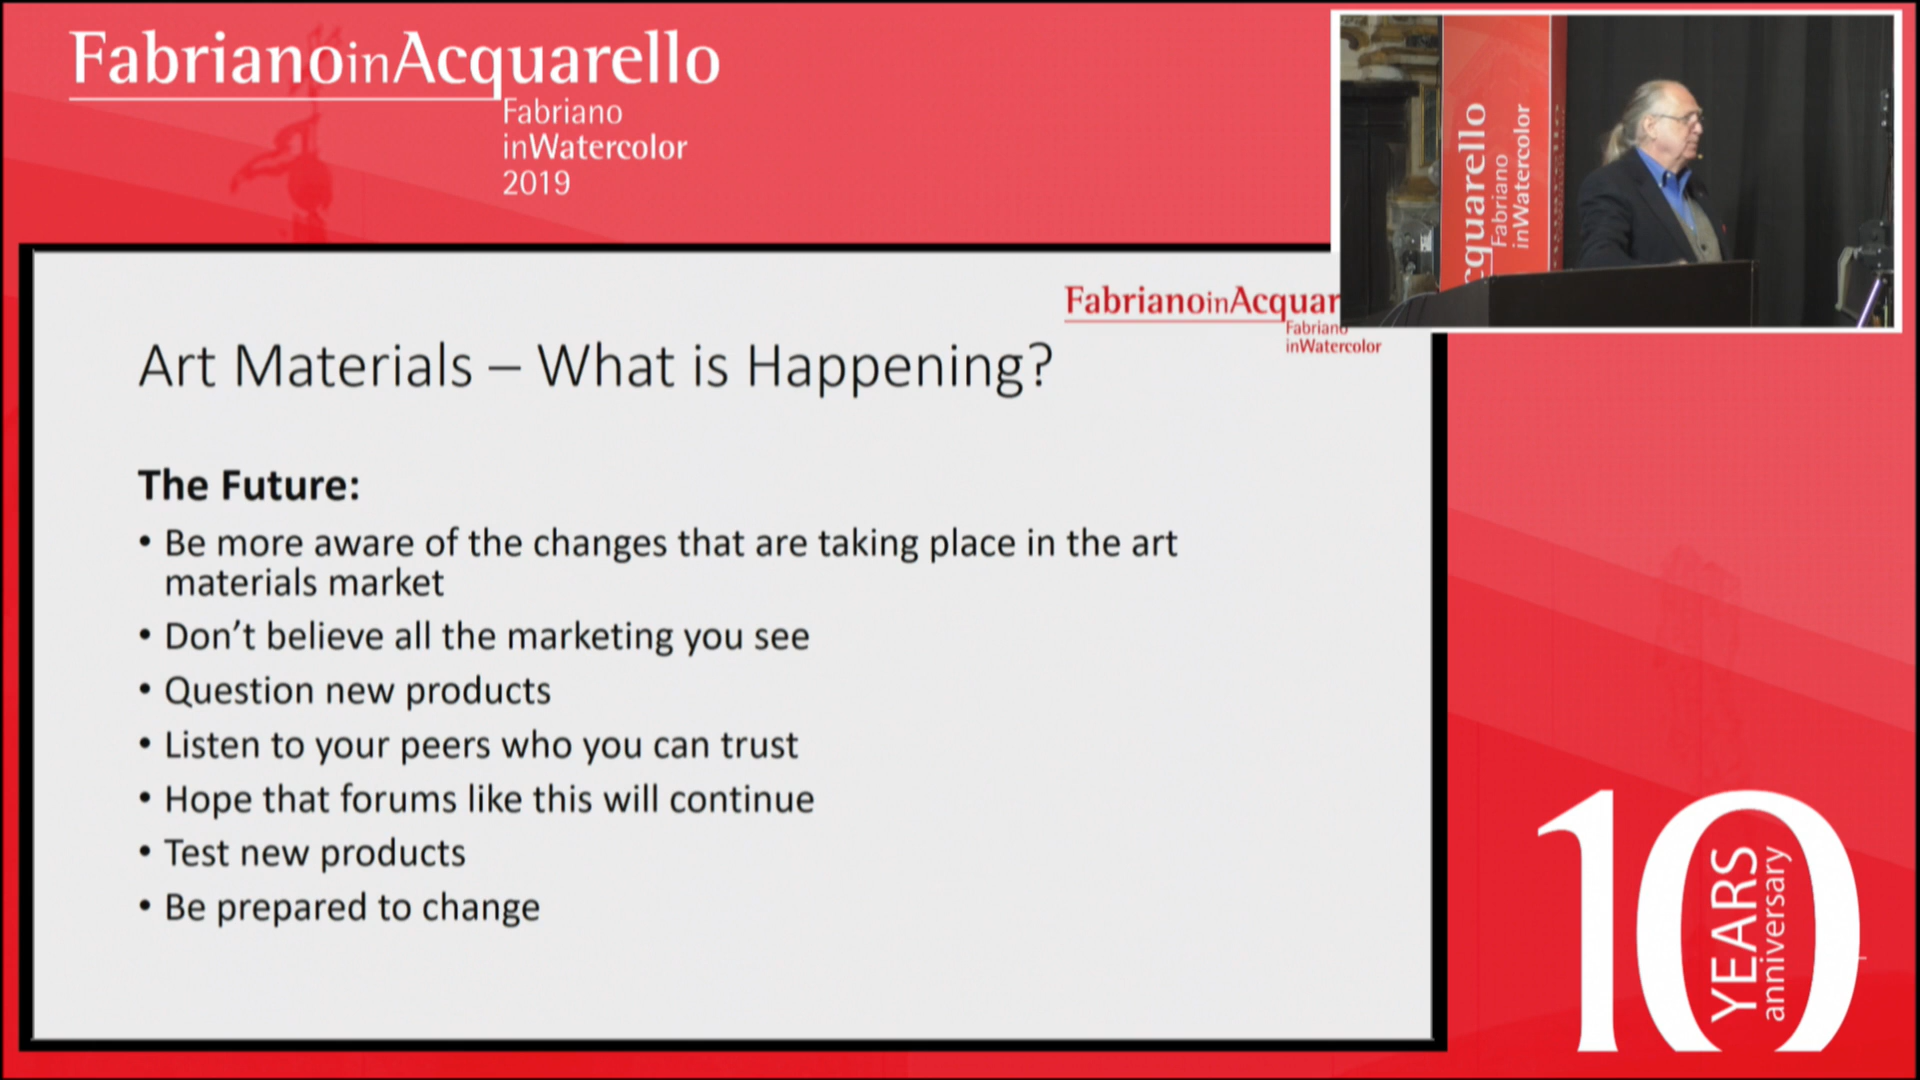 FabrianoinAcquarello
Fabriano
inWatercolor
2019
cquarello
Fabriano
inWatercolor
FabrianoinAcquar
Fabriano
inWatercolor
Art Materials – What is Happening?
The Future:
• Be more aware of the changes that are taking place in the art
materials market
• Don’t believe all the marketing you see
• Question new products
• Listen to your peers who you can trust
• Hope that forums like this will continue
• Test new products
• Be prepared to change
10
YEARS
anniversary